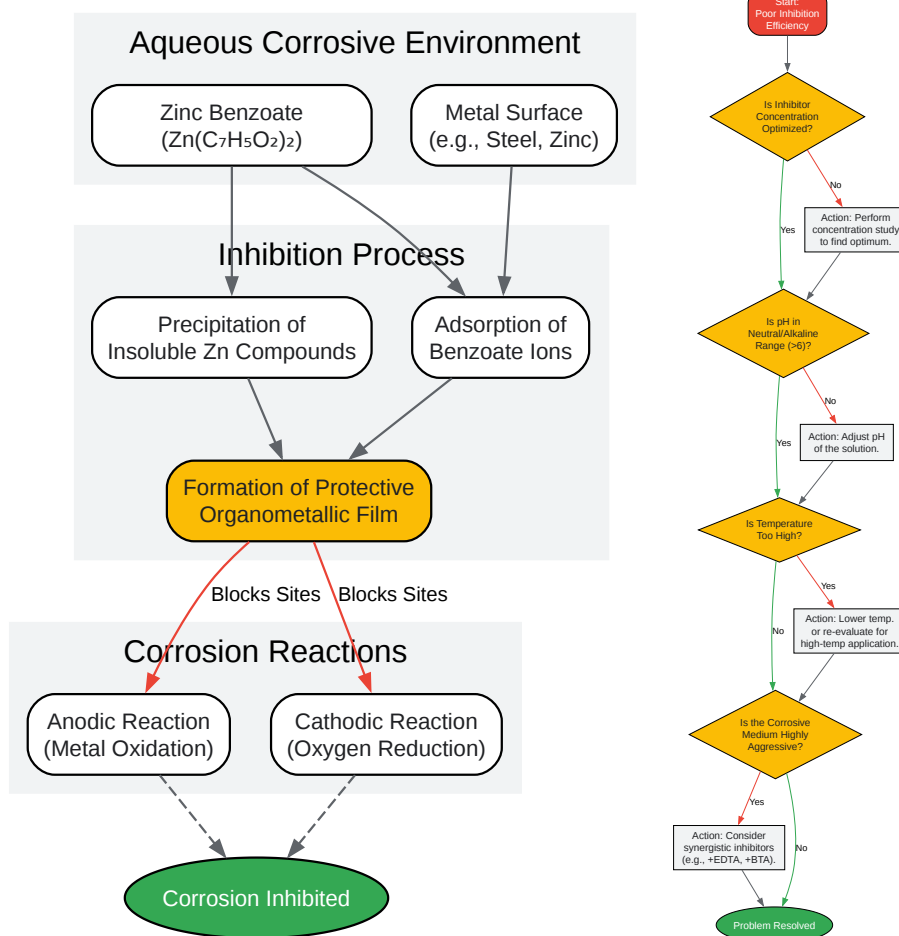 Aqueous Corrosive Environment
Zinc Benzoate
(Zn(C₇H₅O₂)₂)
Metal Surface
(e.g., Steel, Zinc)
Inhibition Process
Precipitation of
Insoluble Zn Compounds
Adsorption of
Benzoate Ions
Formation of Protective
Organometallic Film
Blocks Sites
Blocks Sites
Corrosion Reactions
Anodic Reaction
(Metal Oxidation)
Cathodic Reaction
(Oxygen Reduction)
Corrosion Inhibited
Start:
Poor Inhibition
Efficiency
Is Inhibitor
Concentration
Optimized?
No
Yes
Action: Perform
concentration study
to find optimum.
Is pH in
Neutral/Alkaline
Range (>6)?
No
Yes
Action: Adjust pH
of the solution.
Is Temperature
Too High?
Yes
No
Action: Lower temp.
or re-evaluate for
high-temp application.
Is the Corrosive
Medium Highly
Aggressive?
Yes
No
Action: Consider
synergistic inhibitors
(e.g., +EDTA, +BTA).
Problem Resolved